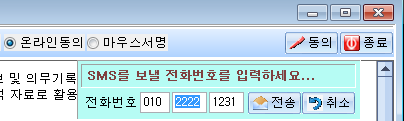 온라인동의 마우스서명 동의 종료
및 의무기록
SMS를 보낼 전화번호를 입력하세요...
적 자료로 활용
전화번호 010 2222 1231 전송 취소